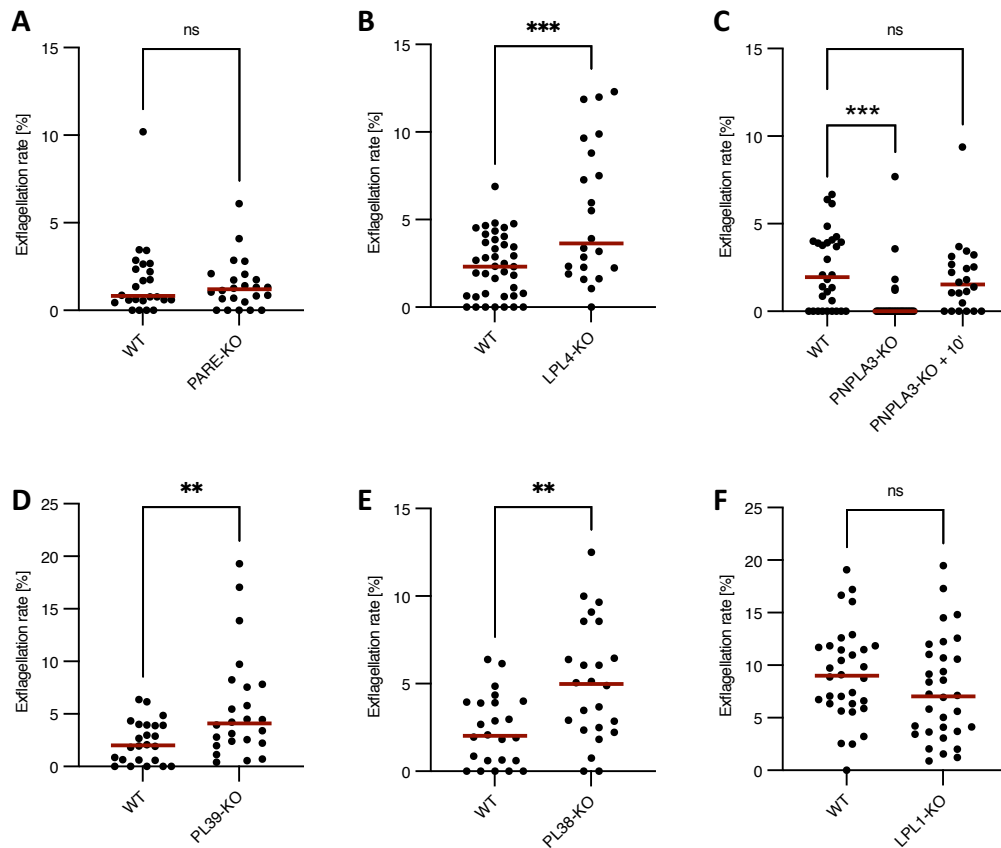 A
ns
15
10
5
0
Exflagellation rate [%]
WT
PARE-KO
B
***
15
10
5
0
Exflagellation rate [%]
WT
LPL4-KO
C
ns
***
15
10
5
0
Exflagellation rate [%]
WT
PNPLA3-KO
PNPLA3-KO + 10'
D
**
25
20
15
10
5
0
Exflagellation rate [%]
WT
PL39-KO
E
**
15
10
5
0
Exflagellation rate [%]
WT
PL38-KO
F
ns
25
20
15
10
5
0
Exflagellation rate [%]
WT
LPL1-KO